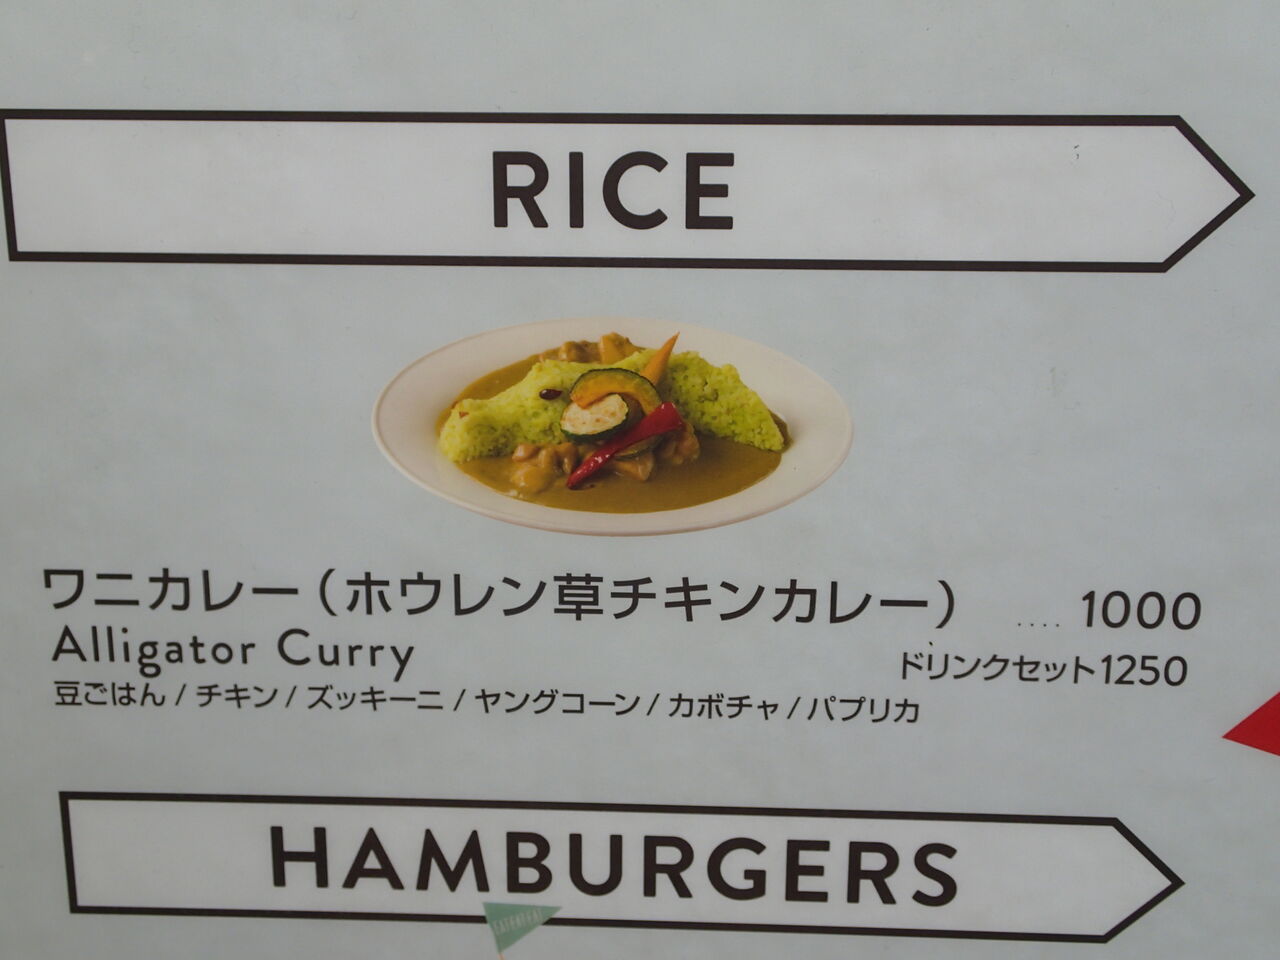 RICE
ワニカレー(ホウレン草チキンカレー) .... 1000
Alligator Curry
ドリンクセット1250
豆ごはん / チキン / ズッキーニ / ヤングコーン / カボチャ / パプリカ
HAMBURGERS
EATEATEAT